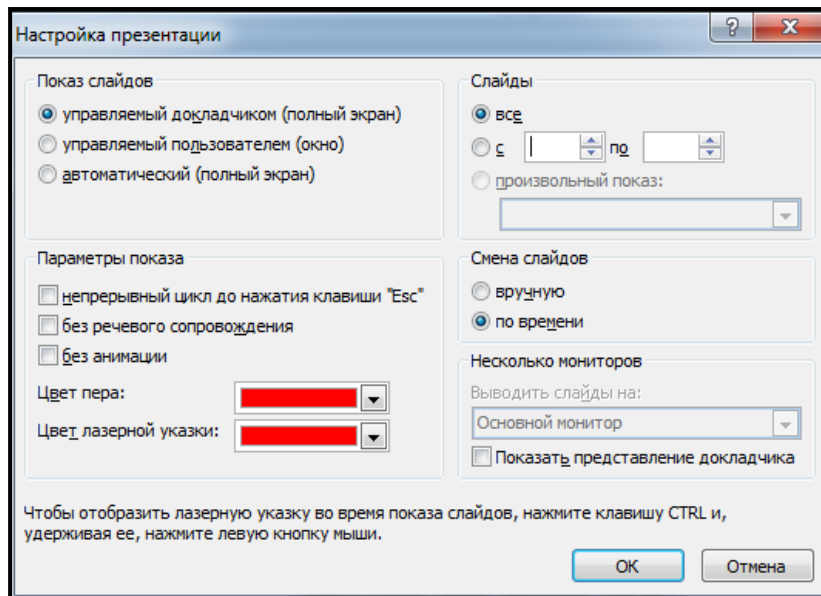 Настройка презентации
Показ слайдов
управляемый докладчиком (полный экран)
управляемый пользователем (окно)
автоматический (полный экран)
Слайды
все
с по
произвольный показ:
Параметры показа
непрерывный цикл до нажатия клавиши "Esc"
без речевого сопровождения
без анимации
Цвет пера:
Цвет лазерной указки:
Смена слайдов
вручную
по времени
Несколько мониторов
Выводить слайды на:
Основной монитор
Показать представление докладчика
Чтобы отобразить лазерную указку во время показа слайдов, нажмите клавишу CTRL и,
удерживая ее, нажмите левую кнопку мыши.
ОК Отмена